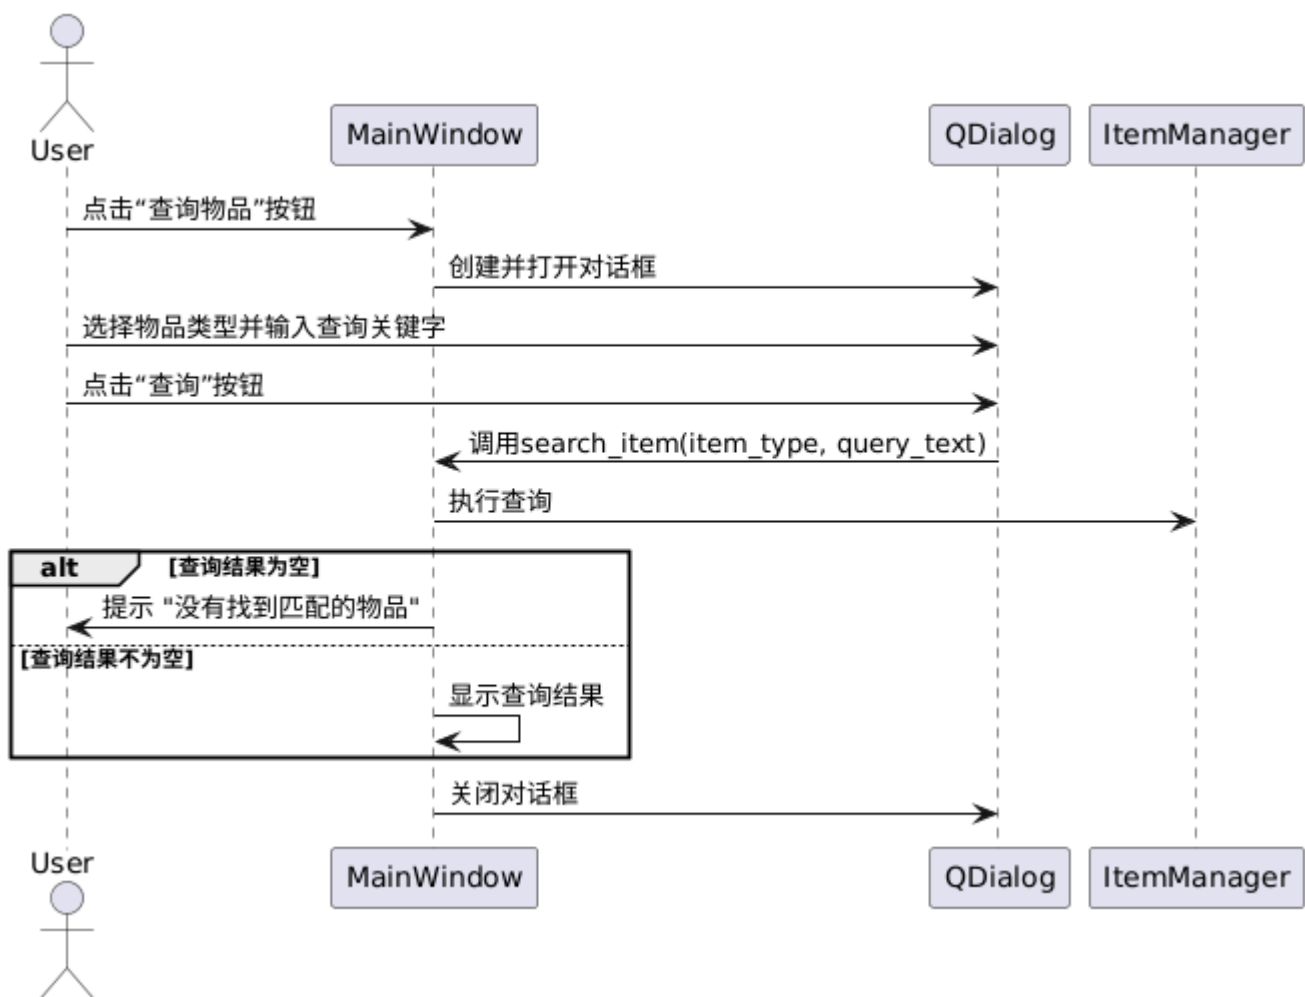 User
MainWindow
QDialog
ItemManager
点击“查询物品”按钮
创建并打开对话框
选择物品类型并输入查询关键字
点击“查询”按钮
调用search_item(item_type, query_text)
执行查询
alt
[查询结果为空]
提示 "没有找到匹配的物品"
[查询结果不为空]
显示查询结果
关闭对话框
User
MainWindow
QDialog
ItemManager